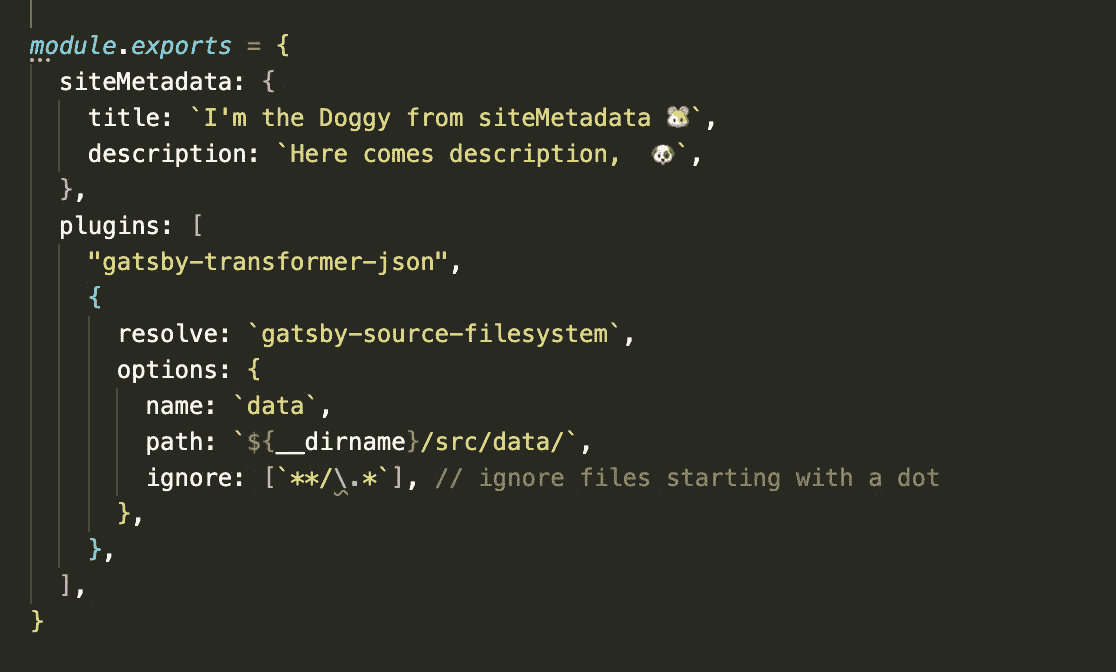 module.exports = {
  siteMetadata: {
    title: `I'm the Doggy from siteMetadata 🐹`,
    description: `Here comes description,  🐶`,
  },
  plugins: [
    "gatsby-transformer-json",
    {
      resolve: `gatsby-source-filesystem`,
      options: {
        name: `data`,
        path: `${__dirname}/src/data/`,
        ignore: [`**/\.*`], // ignore files starting with a dot
      },
    },
  ],
}